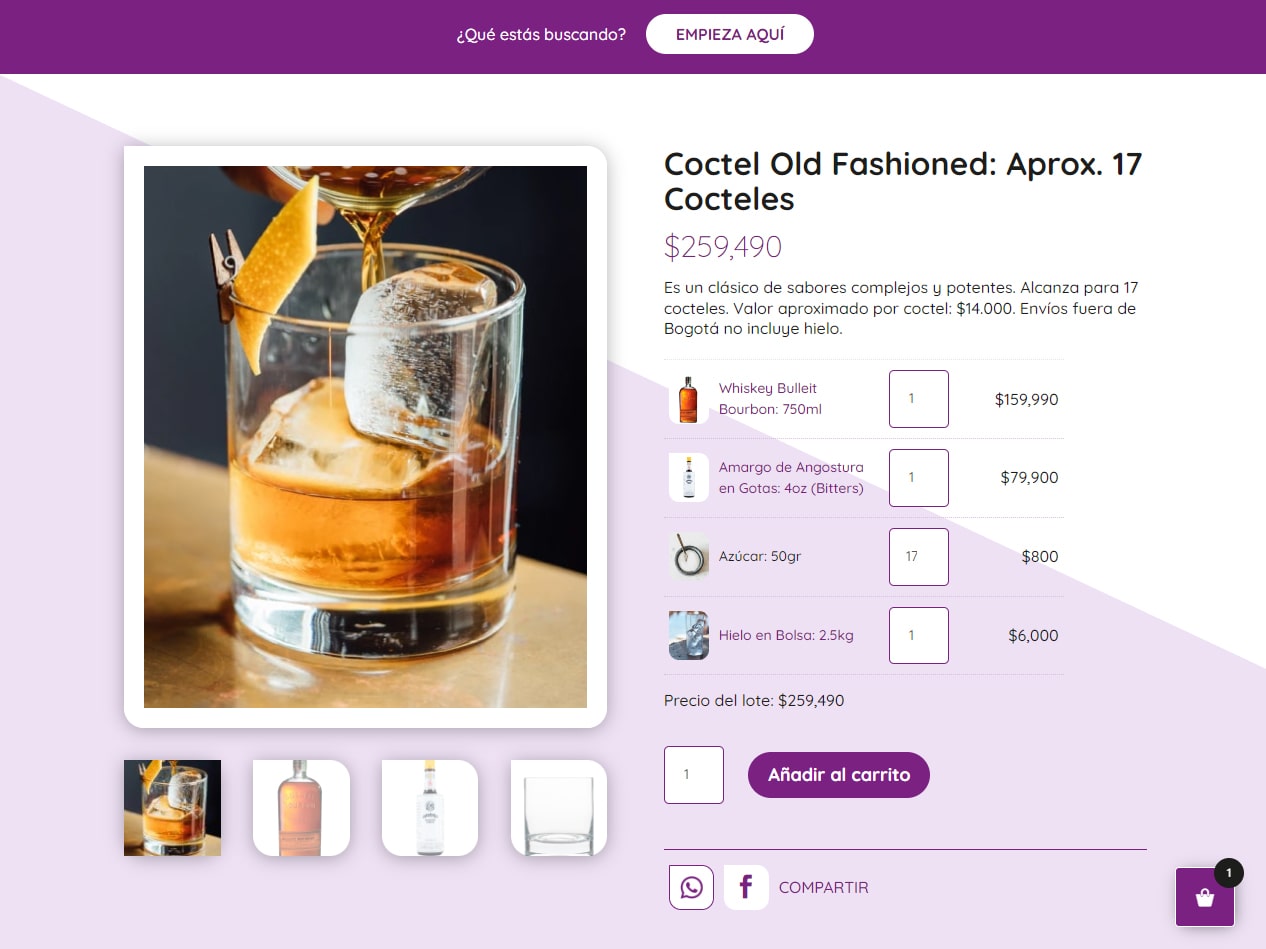 ¿Qué estás buscando? EMPIEZA AQUÍ
Coctel Old Fashioned: Aprox. 17
Cocteles
$259,490
Es un clásico de sabores complejos y potentes. Alcanza para 17
cocteles. Valor aproximado por coctel: $14.000. Envíos fuera de
Bogotá no incluye hielo.
Whiskey Bulleit
Bourbon: 750ml
1
$159,990
Amargo de Angostura
en Gotas: 4oz (Bitters)
1
$79,900
Azúcar: 50gr
17
$800
Hielo en Bolsa: 2.5kg
1
$6,000
Precio del lote: $259,490
1
Añadir al carrito
COMPARTIR
1